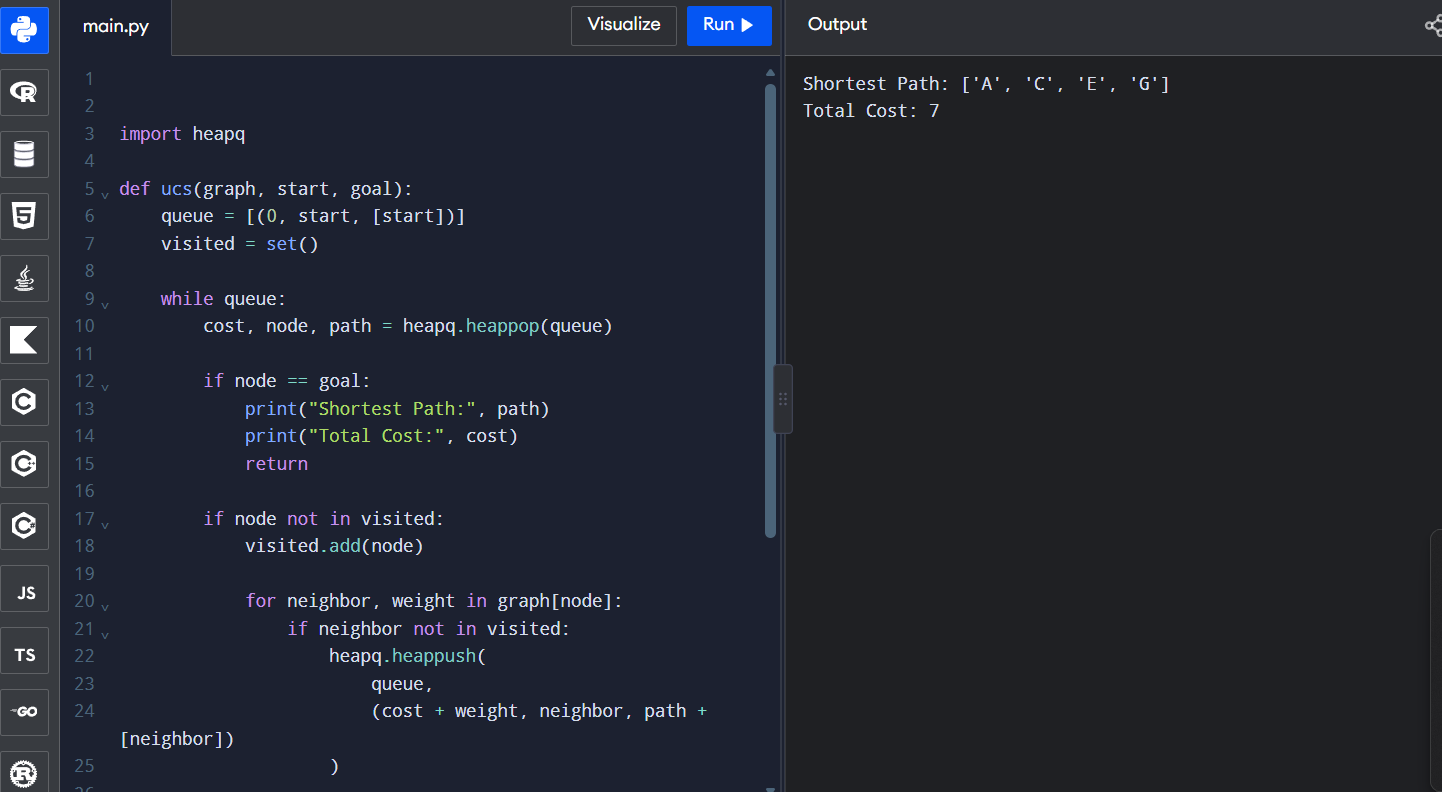 main.py
Visualize
Run
Output
1
2
3 import heapq
4
5 def ucs(graph, start, goal):
6     queue = [(0, start, [start])]
7     visited = set()
8
9     while queue:
10         cost, node, path = heapq.heappop(queue)
11
12         if node == goal:
13             print("Shortest Path:", path)
14             print("Total Cost:", cost)
15             return
16
17         if node not in visited:
18             visited.add(node)
19
20             for neighbor, weight in graph[node]:
21                 if neighbor not in visited:
22                     heapq.heappush(
23                         queue,
24                         (cost + weight, neighbor, path +
[neighbor])
25                     )
Shortest Path: ['A', 'C', 'E', 'G']
Total Cost: 7
R
5
C
C++
C#
JS
TS
GO
R